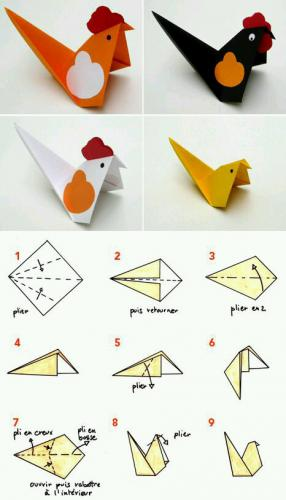 1
plier
2
puis retourner
3
plier en 2
4
5
plier
6
7
pli en creux
pli en
bosse
ouvrir puis rabattre
à l'intérieur
8
plier
9